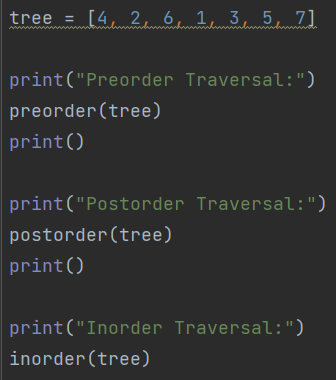 tree = [4, 2, 6, 1, 3, 5, 7]
print("Preorder Traversal:")
preorder(tree)
print()
print("Postorder Traversal:")
postorder(tree)
print()
print("Inorder Traversal:")
inorder(tree)